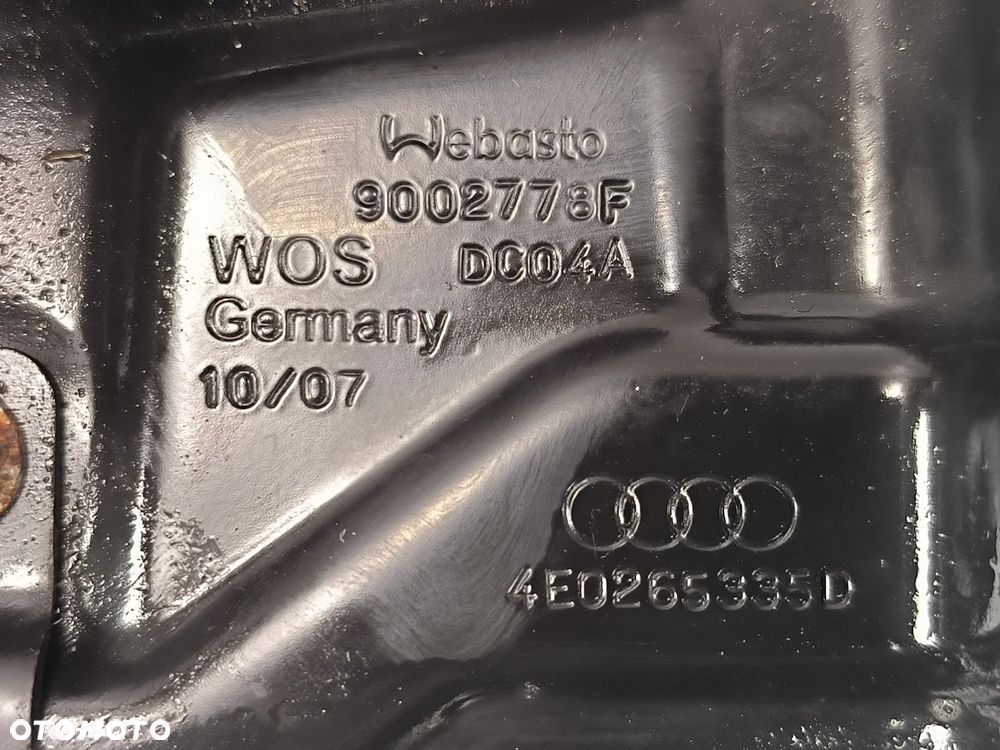 Webasto
9002778F
WOS DC04A
Germany
10/07
4E0265335D
OTOMOTO